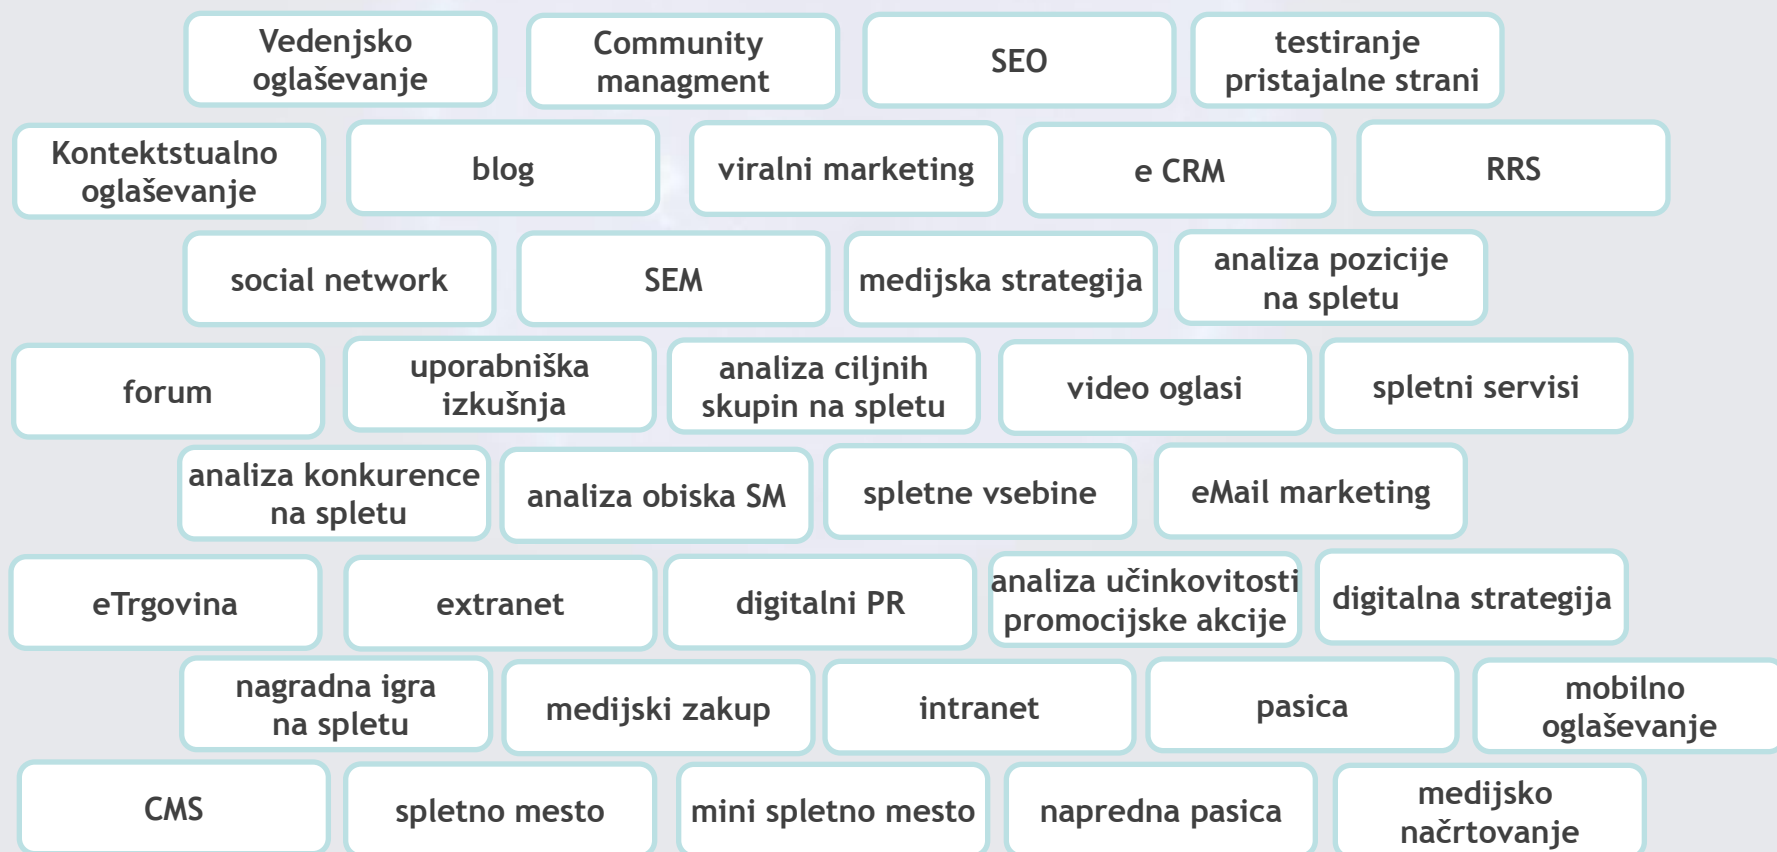 Vedenjsko
oglaševanje
Community
managment
SEO
testiranje
pristajalne strani
Kontektstualno
oglaševanje
blog
viralni marketing
e CRM
RRS
social network
SEM
medijska strategija
analiza pozicije
na spletu
forum
uporabniška
izkušnja
analiza ciljnih
skupin na spletu
video oglasi
spletni servisi
analiza konkurence
na spletu
analiza obiska SM
spletne vsebine
eMail marketing
eTrgovina
extranet
digitalni PR
analiza učinkovitosti
promocijske akcije
digitalna strategija
nagradna igra
na spletu
medijski zakup
intranet
pasica
mobilno
oglaševanje
CMS
spletno mesto
mini spletno mesto
napredna pasica
medijsko
načrtovanje